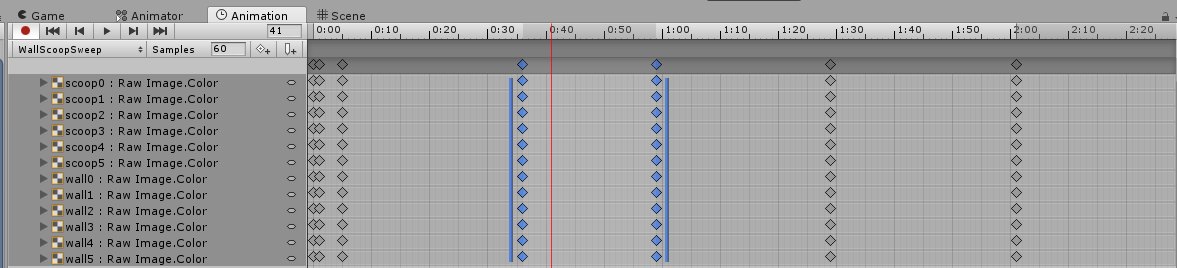 Game Animator Animation Scene
41 0:00 0:10 0:20 0:30 0:40 0:50 1:00 1:10 1:20 1:30 1:40 1:50 2:00 2:10 2:20
WallScoopSweep Samples 60
scoop0 : Raw Image.Color
scoop1 : Raw Image.Color
scoop2 : Raw Image.Color
scoop3 : Raw Image.Color
scoop4 : Raw Image.Color
scoop5 : Raw Image.Color
wall0 : Raw Image.Color
wall1 : Raw Image.Color
wall2 : Raw Image.Color
wall3 : Raw Image.Color
wall4 : Raw Image.Color
wall5 : Raw Image.Color